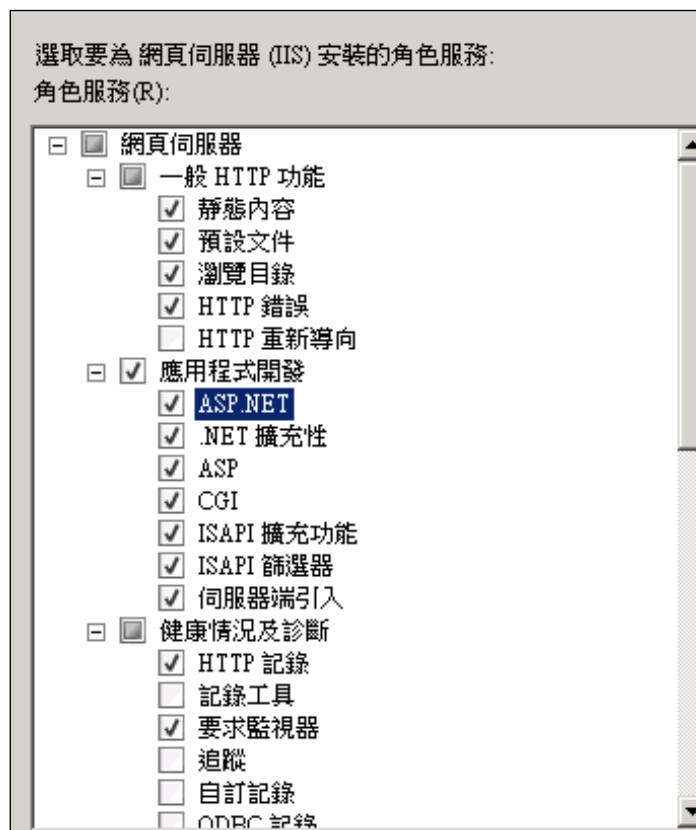 選取要為 網頁伺服器 (IIS) 安裝的角色服務:
角色服務(R):
網頁伺服器
一般 HTTP 功能
靜態內容
預設文件
瀏覽目錄
HTTP 錯誤
HTTP 重新導向
應用程式開發
ASP.NET
.NET 擴充性
ASP
CGI
ISAPI 擴充功能
ISAPI 篩選器
伺服器端引入
健康情況及診斷
HTTP 記錄
記錄工具
要求監視器
追蹤
自訂記錄
ODBC 記錄